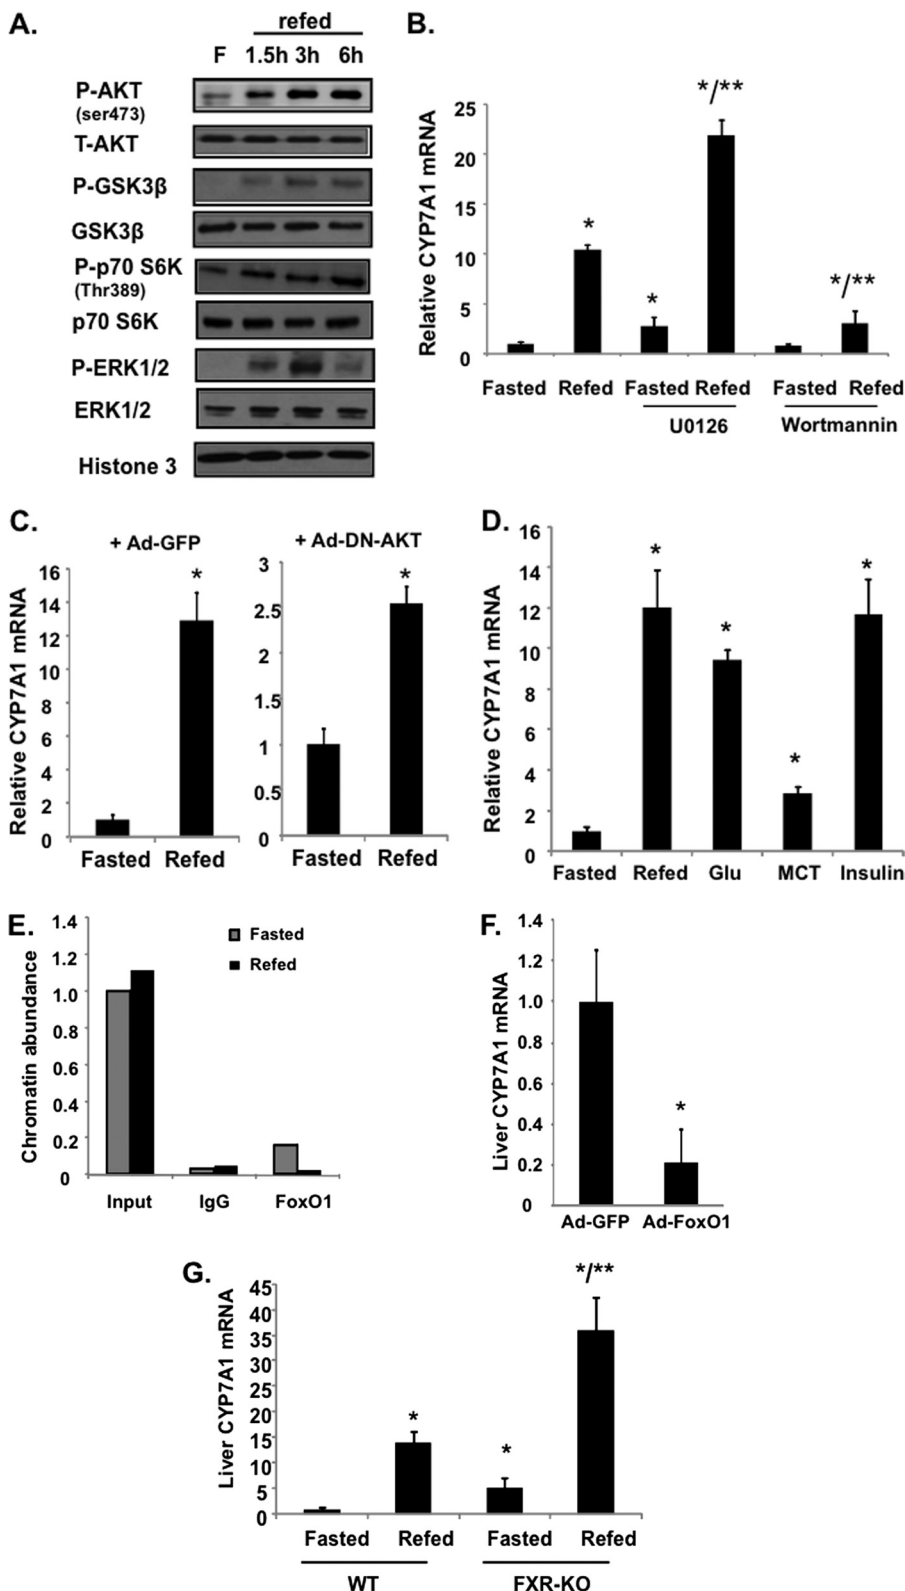 A.
refed
F 1.5h 3h 6h
P-AKT
(ser473)
T-AKT
P-GSK3β
GSK3β
P-p70 S6K
(Thr389)
p70 S6K
P-ERK1/2
ERK1/2
Histone 3
B.
Relative CYP7A1 mRNA
25
20
15
10
5
0
*
*
*/**
*/**
Fasted Refed Fasted Refed Fasted Refed
U0126 Wortmannin
C.
+ Ad-GFP
Relative CYP7A1 mRNA
16
14
12
10
8
6
4
2
0
*
Fasted Refed
+ Ad-DN-AKT
3
2.5
2
1.5
1
0.5
0
*
Fasted Refed
D.
Relative CYP7A1 mRNA
16
14
12
10
8
6
4
2
0
*
*
*
*
Fasted Refed Glu MCT Insulin
E.
Chromatin abundance
1.4
1.2
1.0
0.8
0.6
0.4
0.2
0
Fasted
Refed
Input IgG FoxO1
F.
Liver CYP7A1 mRNA
1.4
1.2
1.0
0.8
0.6
0.4
0.2
0
*
Ad-GFP Ad-FoxO1
G.
Liver CYP7A1 mRNA
45
40
35
30
25
20
15
10
5
0
*
*
*/**
Fasted Refed Fasted Refed
WT FXR-KO